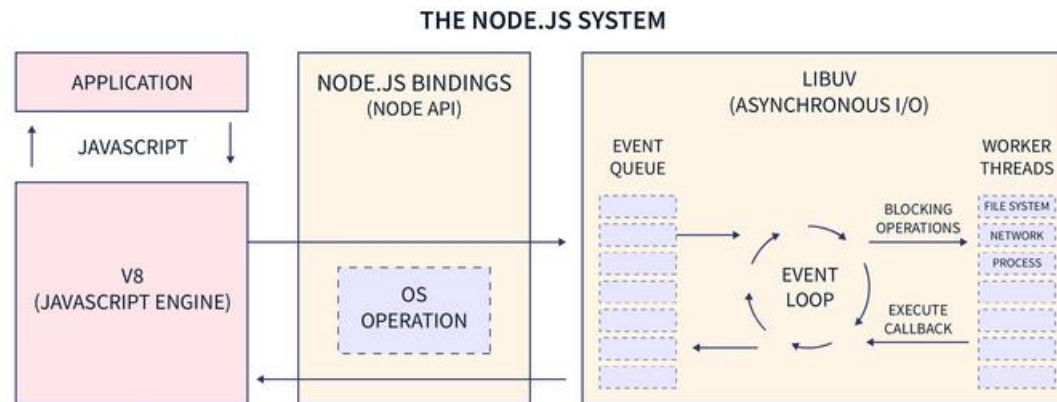 THE NODE.JS SYSTEM
APPLICATION
JAVASCRIPT
V8
(JAVASCRIPT ENGINE)
NODE.JS BINDINGS
(NODE API)
OS
OPERATION
LIBUV
(ASYNCHRONOUS I/O)
EVENT
QUEUE
EVENT
LOOP
BLOCKING
OPERATIONS
EXECUTE
CALLBACK
WORKER
THREADS
FILE SYSTEM
NETWORK
PROCESS